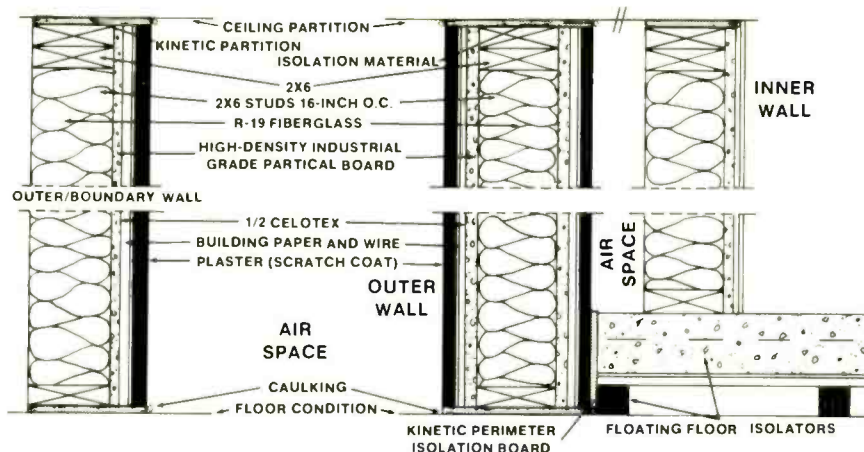 CEILING PARTITION
KINETIC PARTITION
ISOLATION MATERIAL
2X6
2X6 STUDS 16-INCH O.C.
R-19 FIBERGLASS
HIGH-DENSITY INDUSTRIAL
GRADE PARTICAL BOARD
INNER
WALL
OUTER/BOUNDARY WALL
1/2 CELOTEX
BUILDING PAPER AND WIRE
PLASTER (SCRATCH COAT)
OUTER
WALL
AIR
SPACE
AIR
SPACE
CAULKING
FLOOR CONDITION
KINETIC PERIMETER
ISOLATION BOARD
FLOATING FLOOR ISOLATORS